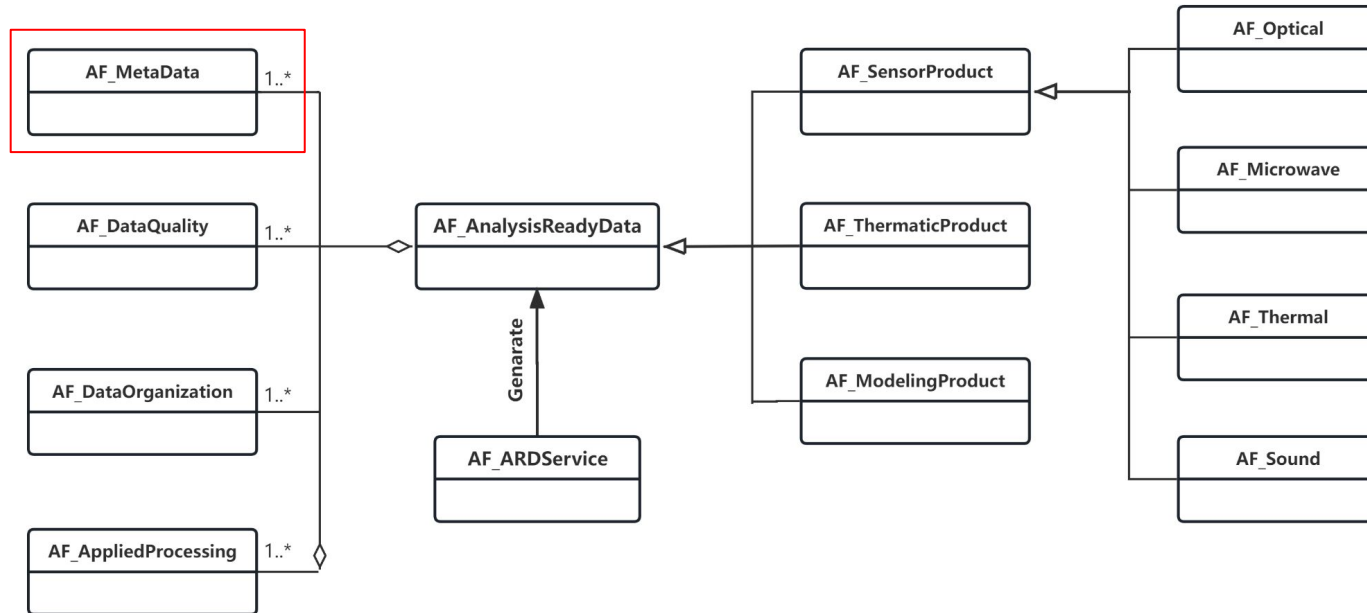 AF_MetaData
1..*
AF_DataQuality
1..*
AF_DataOrganization
1..*
AF_AppliedProcessing
1..*
AF_AnalysisReadyData
Genarate
AF_ARDService
AF_SensorProduct
AF_ThermaticProduct
AF_ModelingProduct
AF_Optical
AF_Microwave
AF_Thermal
AF_Sound